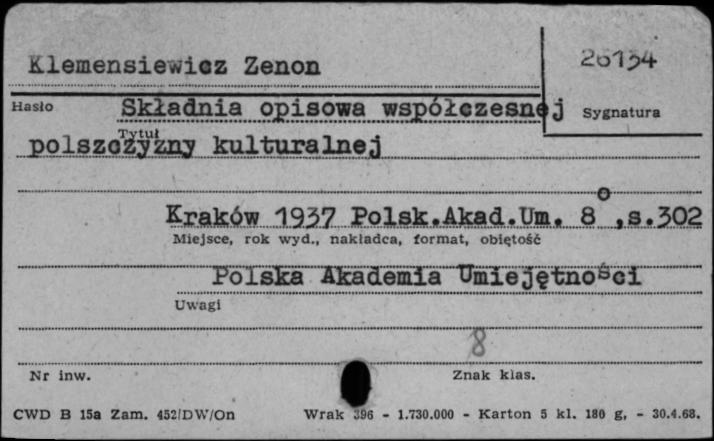 Klemensiewicz Zenon
26154
Hasło Składnia opisowa współczesnej Sygnatura
Tytuł
polszczyzny kulturalnej
Kraków 1937 Polsk.Akad.Um. 8°,s.302
Miejsce, rok wyd., nakładca, format, objętość
Polska Akademia Umiejętności
Uwagi
8
Nr inw. Znak klas.
CWD B 15a Zam. 452/DW/On Wrak 396 - 1.730.000 - Karton 5 kl. 180 g, - 30.4.68.